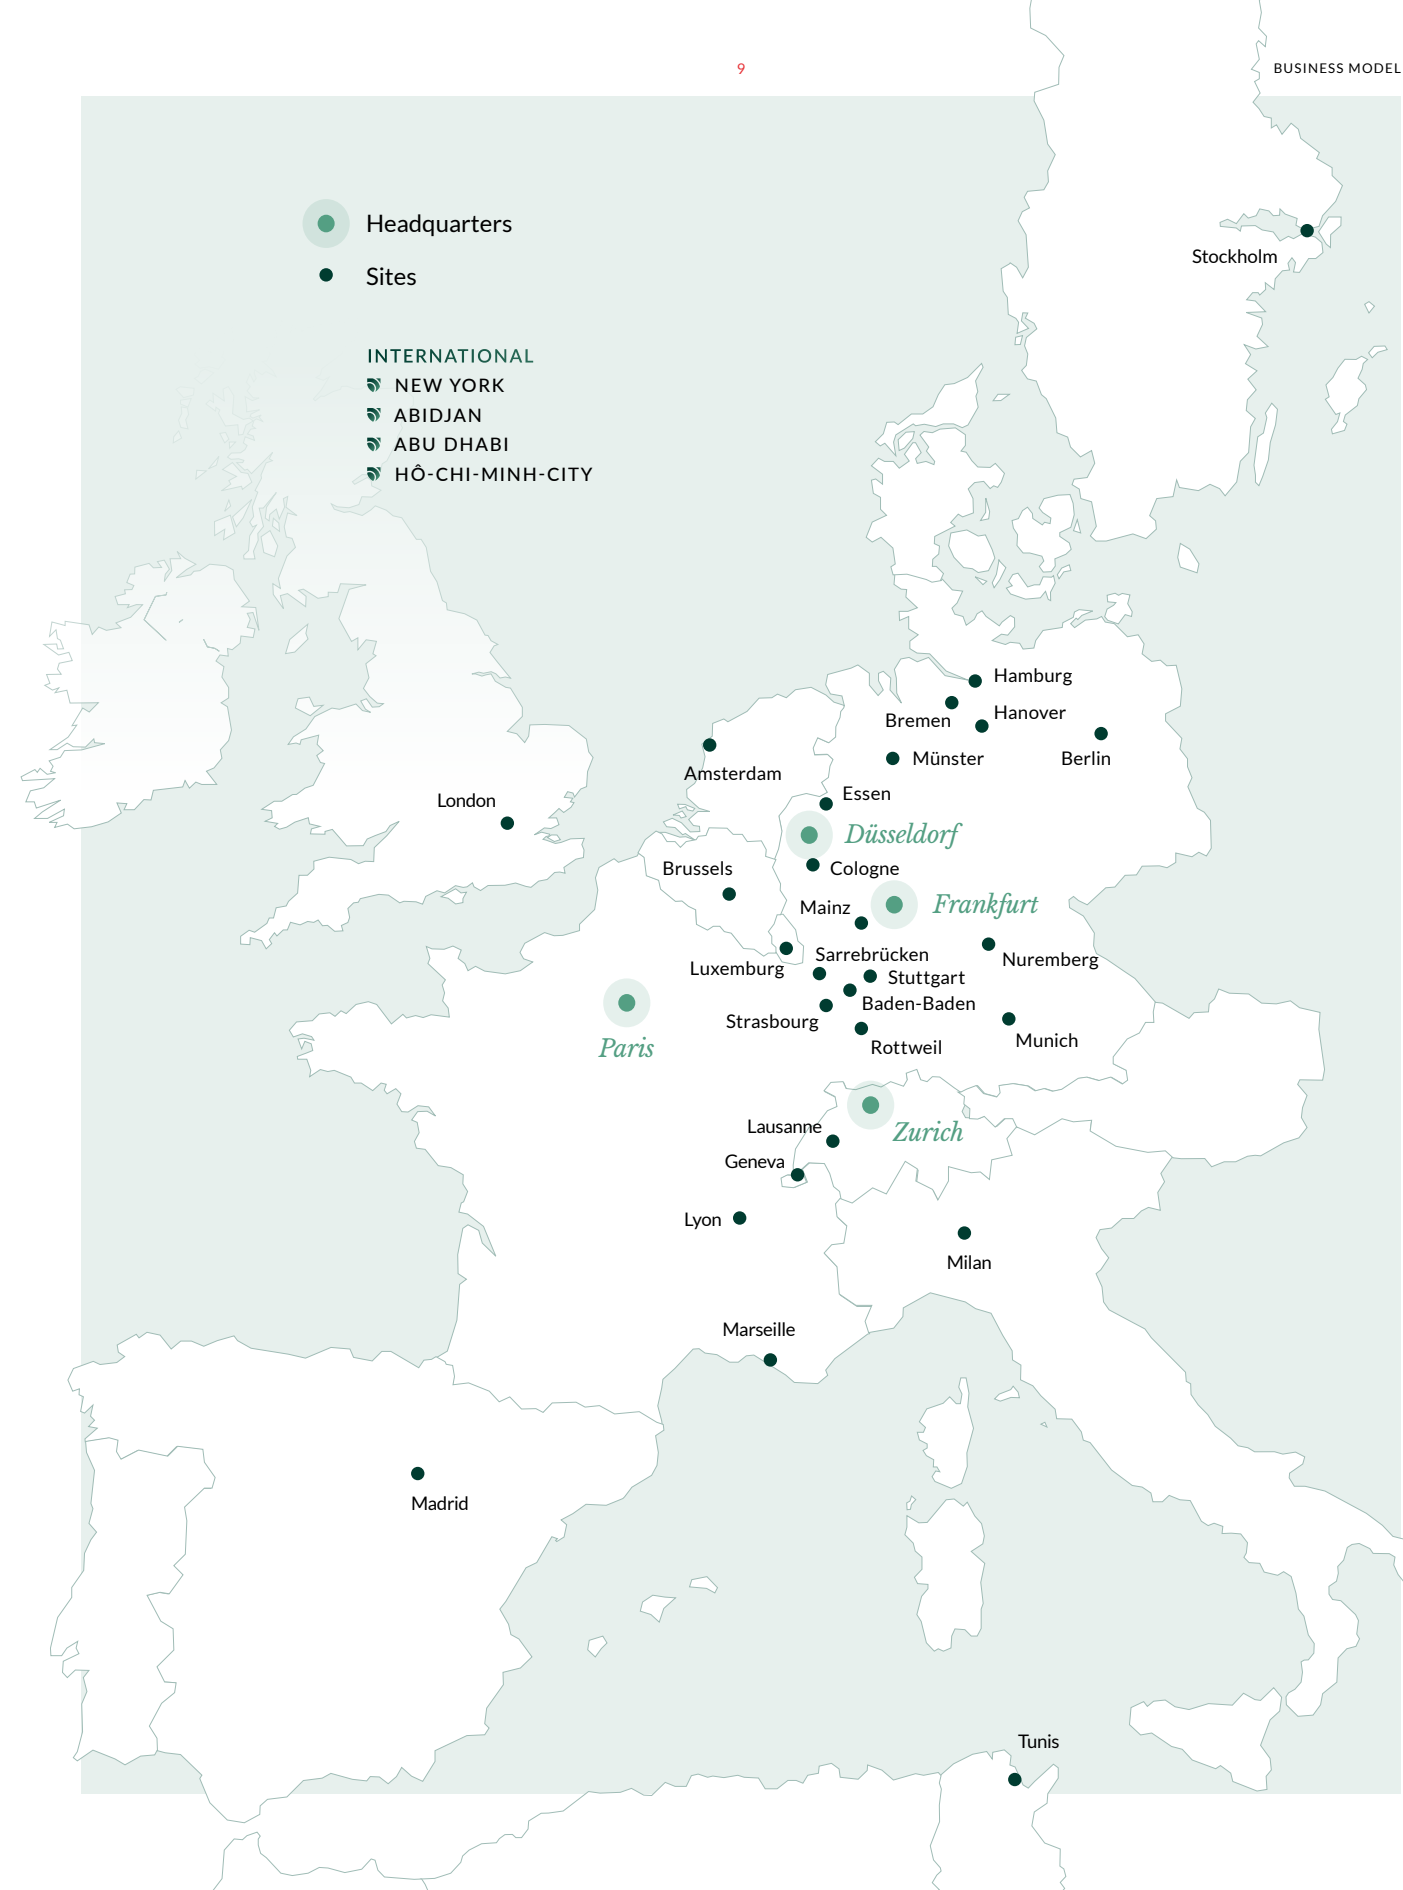 9
BUSINESS MODEL
Headquarters
Sites
INTERNATIONAL
NEW YORK
ABIDJAN
ABU DHABI
HÔ-CHI-MINH-CITY
Stockholm
Hamburg
Hanover
Bremen
Berlin
Münster
Amsterdam
Essen
London
Düsseldorf
Cologne
Brussels
Mainz
Frankfurt
Sarrebrücken
Nuremberg
Luxemburg
Stuttgart
Baden-Baden
Strasbourg
Munich
Rottweil
Paris
Lausanne
Zurich
Geneva
Lyon
Milan
Marseille
Madrid
Tunis